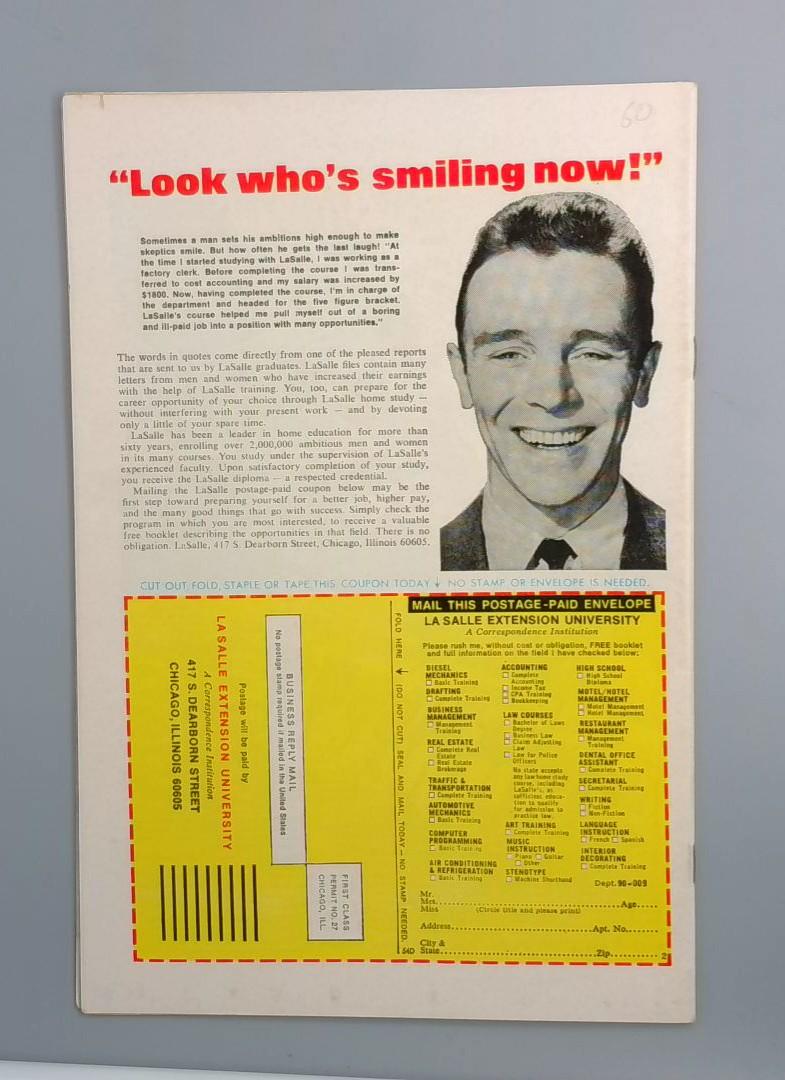 60
“Look who’s smiling now!”
Sometimes a man sets his ambitions high enough to make
skeptics smile. But how often he gets the last laugh! “At
the time I started studying with LaSalle, I was working as a
factory clerk. Before completing the course I was trans-
ferred to cost accounting and my salary was increased by
$1800. Now, having completed the course, I’m in charge of
the department and headed for the five figure bracket.
LaSalle’s course helped me pull myself out of a boring
and ill-paid job into a position with many opportunities.”
The words in quotes come directly from one of the pleased reports
that are sent to us by LaSalle graduates. LaSalle files contain many
letters from men and women who have increased their earnings
with the help of LaSalle training. You, too, can prepare for the
career opportunity of your choice through LaSalle home study —
without interfering with your present work — and by devoting
only a little of your spare time.
LaSalle has been a leader in home education for more than
sixty years, enrolling over 2,000,000 ambitious men and women
in its many courses. You study under the supervision of LaSalle’s
experienced faculty. Upon satisfactory completion of your study,
you receive the LaSalle diploma — a respected credential.
Mailing the LaSalle postage-paid coupon below may be the
first step toward preparing yourself for a better job, higher pay,
and the many good things that go with success. Simply check the
program in which you are most interested, to receive a valuable
free booklet describing the opportunities in that field. There is no
obligation. LaSalle, 417 S. Dearborn Street, Chicago, Illinois 60605.
CUT OUT, FOLD, STAPLE OR TAPE THIS COUPON TODAY NO STAMP OR ENVELOPE IS NEEDED.
FIRST CLASS
PERMIT NO. 27
CHICAGO, ILL.
BUSINESS REPLY MAIL
No postage stamp required if mailed in the United States
Postage will be paid by
LA SALLE EXTENSION UNIVERSITY
A Correspondence Institution
417 S. DEARBORN STREET
CHICAGO, ILLINOIS 60605
FOLD HERE (DO NOT CUT) SEAL AND MAIL TODAY — NO STAMP NEEDED.
540
MAIL THIS POSTAGE-PAID ENVELOPE
LA SALLE EXTENSION UNIVERSITY
A Correspondence Institution
Please rush me, without cost or obligation, FREE booklet
and full information on the field I have checked below:
DIESEL
MECHANICS
Basic Training
DRAFTING
Complete Training
BUSINESS
MANAGEMENT
Management
Training
REAL ESTATE
Complete Real
Estate
Real Estate
Brokerage
TRAFFIC &
TRANSPORTATION
Complete Training
AUTOMOTIVE
MECHANICS
Basic Training
COMPUTER
PROGRAMMING
Basic Training
AIR CONDITIONING
& REFRIGERATION
Basic Training
ACCOUNTING
Complete
Accounting
Income Tax
CPA Training
Bookkeeping
LAW COURSES
Bachelor of Laws
Degree
Business Law
Claim Adjusting
Law
Law for Police
Officers
No state accepts
any law home study
course, including
LaSalle’s, as
sufficient educa-
tion to qualify
for admission to
practice law.
ART TRAINING
Complete Training
MUSIC
INSTRUCTION
Piano Guitar
Other
STENOTYPE
Machine Shorthand
HIGH SCHOOL
High School
Diploma
MOTEL/HOTEL
MANAGEMENT
Motel Management
Hotel Management
RESTAURANT
MANAGEMENT
Management
Training
DENTAL OFFICE
ASSISTANT
Complete Training
SECRETARIAL
Complete Training
WRITING
Fiction
Non-Fiction
LANGUAGE
INSTRUCTION
French Spanish
INTERIOR
DECORATING
Complete Training
Dept. 90-009
Mr.
Mrs. Age
Miss (Circle title and please print)
Address Apt. No.
City &
State Zip
2